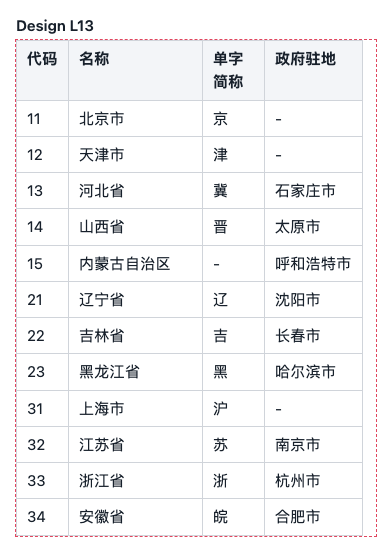 Design L13
代码 名称 单字简称 政府驻地
11 北京市 京 -
12 天津市 津 -
13 河北省 冀 石家庄市
14 山西省 晋 太原市
15 内蒙古自治区 - 呼和浩特市
21 辽宁省 辽 沈阳市
22 吉林省 吉 长春市
23 黑龙江省 黑 哈尔滨市
31 上海市 沪 -
32 江苏省 苏 南京市
33 浙江省 浙 杭州市
34 安徽省 皖 合肥市